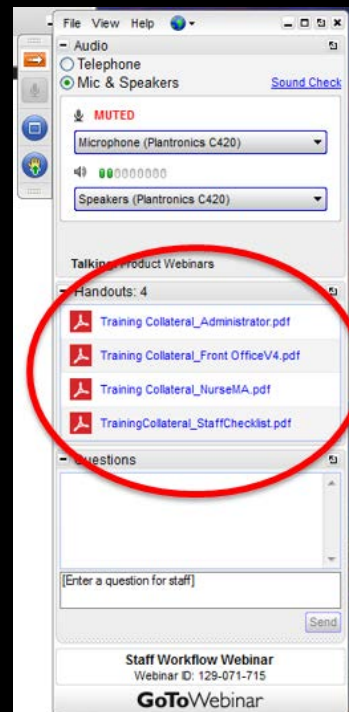 File View Help
Audio
Telephone
Mic & Speakers Sound Check
MUTED
Microphone (Plantronics C420)
Speakers (Plantronics C420)
Talking: Product Webinars
Handouts: 4
Training Collateral_Administrator.pdf
Training Collateral_Front OfficeV4.pdf
Training Collateral_NurseMA.pdf
TrainingCollateral_StaffChecklist.pdf
Questions
[Enter a question for staff]
Send
Staff Workflow Webinar
Webinar ID: 129-071-715
GoToWebinar